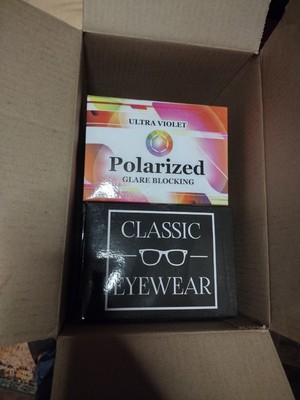 ULTRA VIOLET
Polarized
GLARE BLOCKING
CLASSIC
EYEWEAR